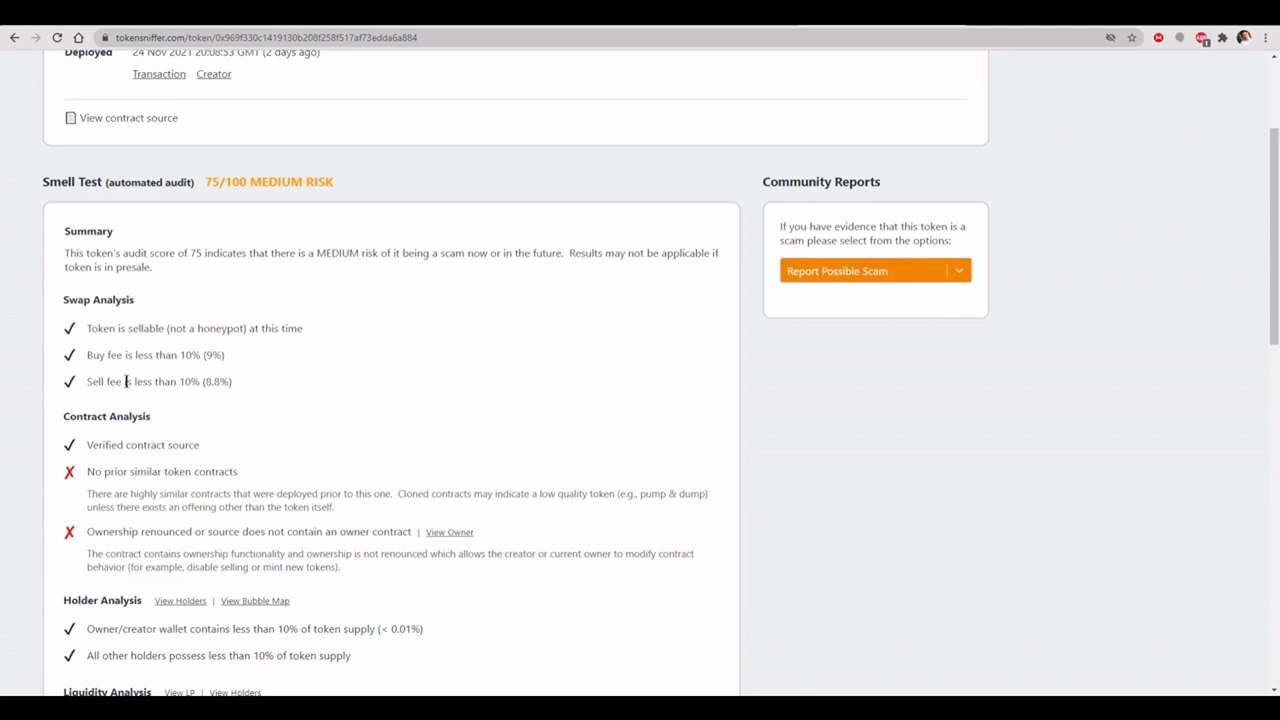 tokensniffer.com/token/0x969f330c1419130b208f258f517af73edda6a884
Deployed 24 Nov 2021 20:08:53 GMT (2 days ago)
Transaction Creator
View contract source
Smell Test (automated audit) 75/100 MEDIUM RISK
Community Reports
Summary
This token's audit score of 75 indicates that there is a MEDIUM risk of it being a scam now or in the future. Results may not be applicable if
token is in presale.
If you have evidence that this token is a
scam please select from the options:
Report Possible Scam
Swap Analysis
Token is sellable (not a honeypot) at this time
Buy fee is less than 10% (9%)
Sell fee is less than 10% (8.8%)
Contract Analysis
Verified contract source
No prior similar token contracts
There are highly similar contracts that were deployed prior to this one. Cloned contracts may indicate a low quality token (e.g., pump & dump)
unless there exists an offering other than the token itself.
Ownership renounced or source does not contain an owner contract | View Owner
The contract contains ownership functionality and ownership is not renounced which allows the creator or current owner to modify contract
behavior (for example, disable selling or mint new tokens).
Holder Analysis View Holders | View Bubble Map
Owner/creator wallet contains less than 10% of token supply (< 0.01%)
All other holders possess less than 10% of token supply
Liquidity Analysis View LP | View Holders